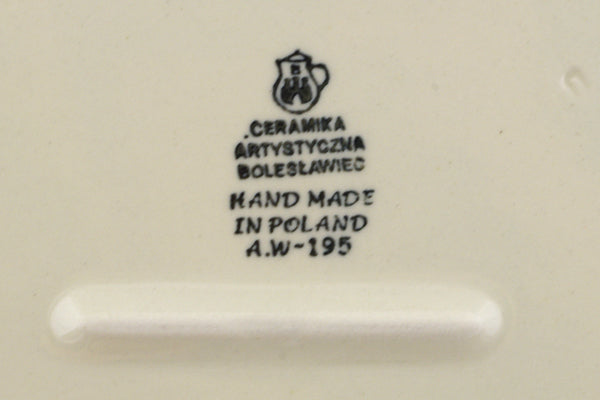 B
CERAMIKA
ARTYSTYCZNA
BOLESŁAWIEC
HAND MADE
IN POLAND
A.W-195